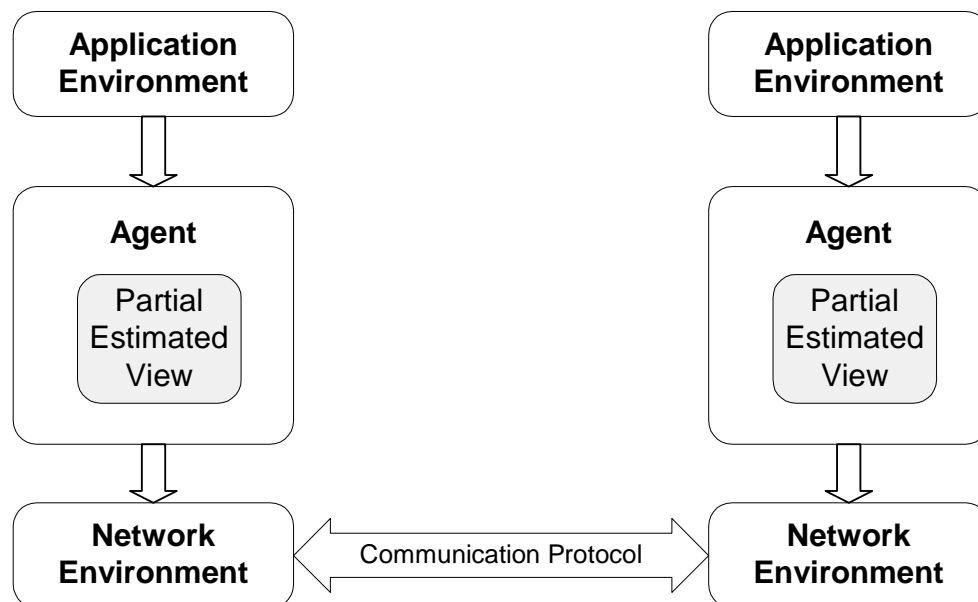 Application
Environment
Application
Environment
Agent
Agent
Partial
Estimated
View
Partial
Estimated
View
Network
Environment
Communication Protocol
Network
Environment